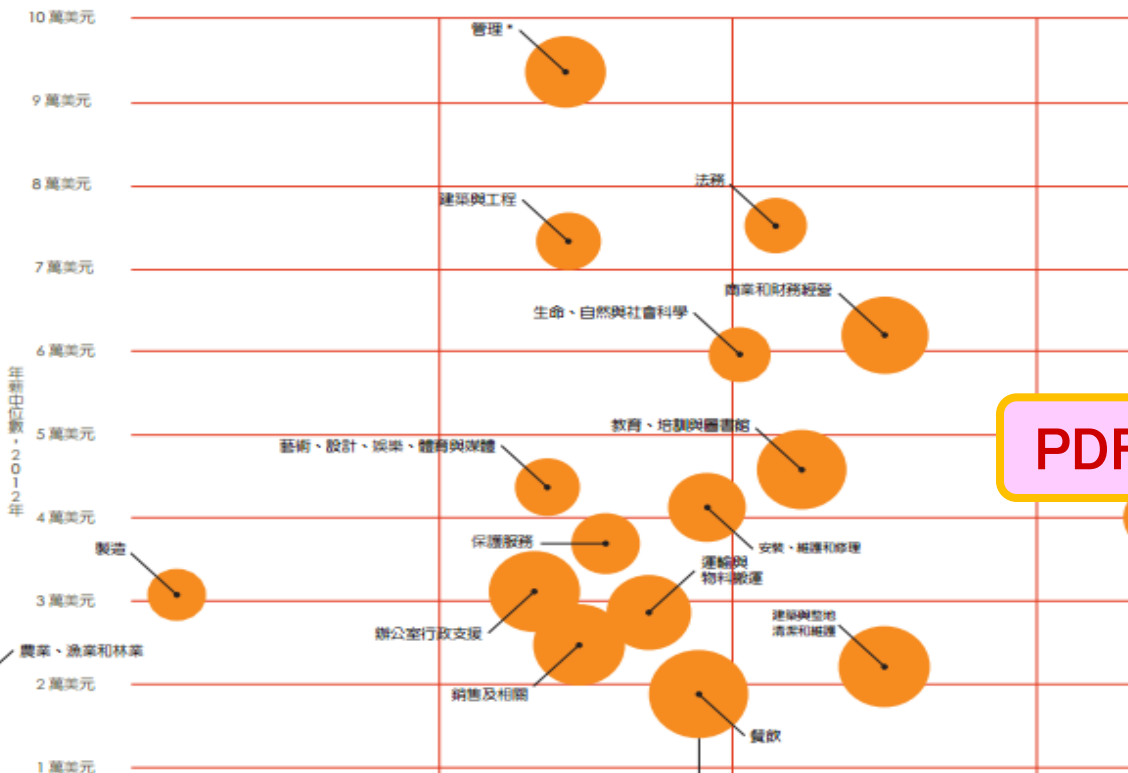 10 萬美元
管理*
9 萬美元
8 萬美元
法務
建築與工程
7 萬美元
商業和財務經營
生命、自然與社會科學
6 萬美元
年薪中位數，2012年
5 萬美元
教育、培訓與圖書館
藝術、設計、娛樂、體育與媒體
PDF
4 萬美元
保護服務
安裝、維護和修理
製造
運輸與
物料搬運
3 萬美元
建築與整地
清潔和維護
辦公室行政支援
農業、漁業和林業
2 萬美元
銷售及相關
餐飲
1 萬美元